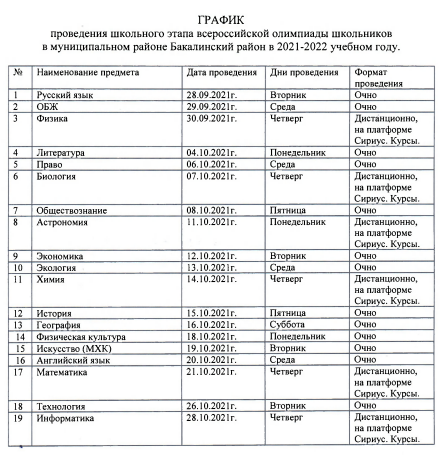 ГРАФИК
проведения школьного этапа всероссийской олимпиады школьников
в муниципальном районе Бакалинский район в 2021-2022 учебном году.
№ Наименование предмета Дата проведения Дни проведения Формат
проведения
1 Русский язык 28.09.2021г. Вторник Очно
2 ОБЖ 29.09.2021г. Среда Очно
3 Физика 30.09.2021г. Четверг Дистанционно,
на платформе
Сириус. Курсы.
4 Литература 04.10.2021г. Понедельник Очно
5 Право 06.10.2021г. Среда Очно
6 Биология 07.10.2021г. Четверг Дистанционно,
на платформе
Сириус. Курсы.
7 Обществознание 08.10.2021г. Пятница Очно
8 Астрономия 11.10.2021г. Понедельник Дистанционно,
на платформе
Сириус. Курсы.
9 Экономика 12.10.2021г. Вторник Очно
10 Экология 13.10.2021г. Среда Очно
11 Химия 14.10.2021г. Четверг Дистанционно,
на платформе
Сириус. Курсы.
12 История 15.10.2021г. Пятница Очно
13 География 16.10.2021г. Суббота Очно
14 Физическая культура 18.10.2021г. Понедельник Очно
15 Искусство (МХК) 19.10.2021г. Вторник Очно
16 Английский язык 20.10.2021г. Среда Очно
17 Математика 21.10.2021г. Четверг Дистанционно,
на платформе
Сириус. Курсы.
18 Технология 26.10.2021г. Вторник Очно
19 Информатика 28.10.2021г. Четверг Дистанционно,
на платформе
Сириус. Курсы.